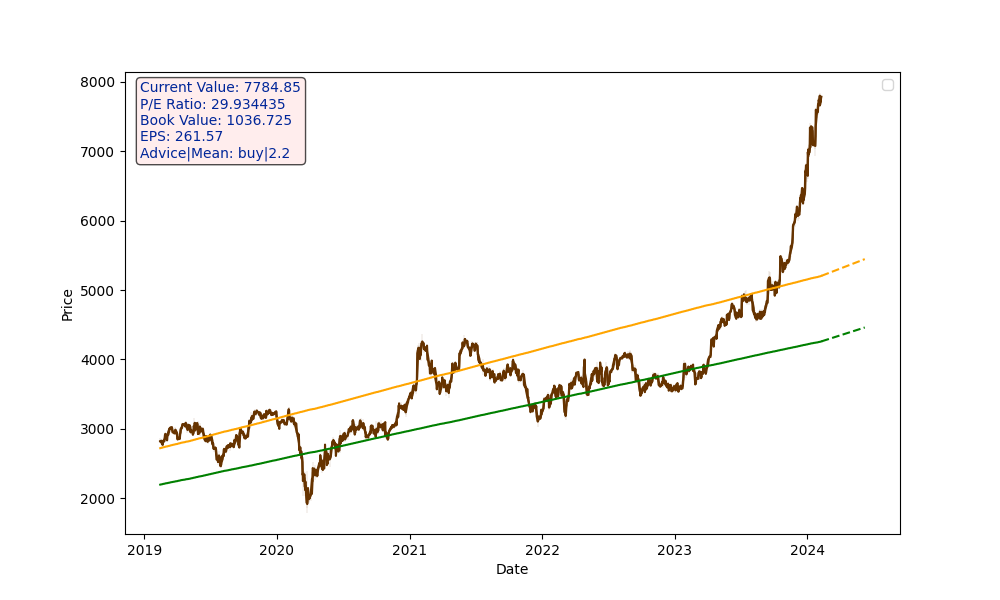 Current Value: 7784.85
P/E Ratio: 29.934435
Book Value: 1036.725
EPS: 261.57
Advice|Mean: buy|2.2
8000
7000
6000
5000
4000
3000
2000
Price
2019 2020 2021 2022 2023 2024
Date